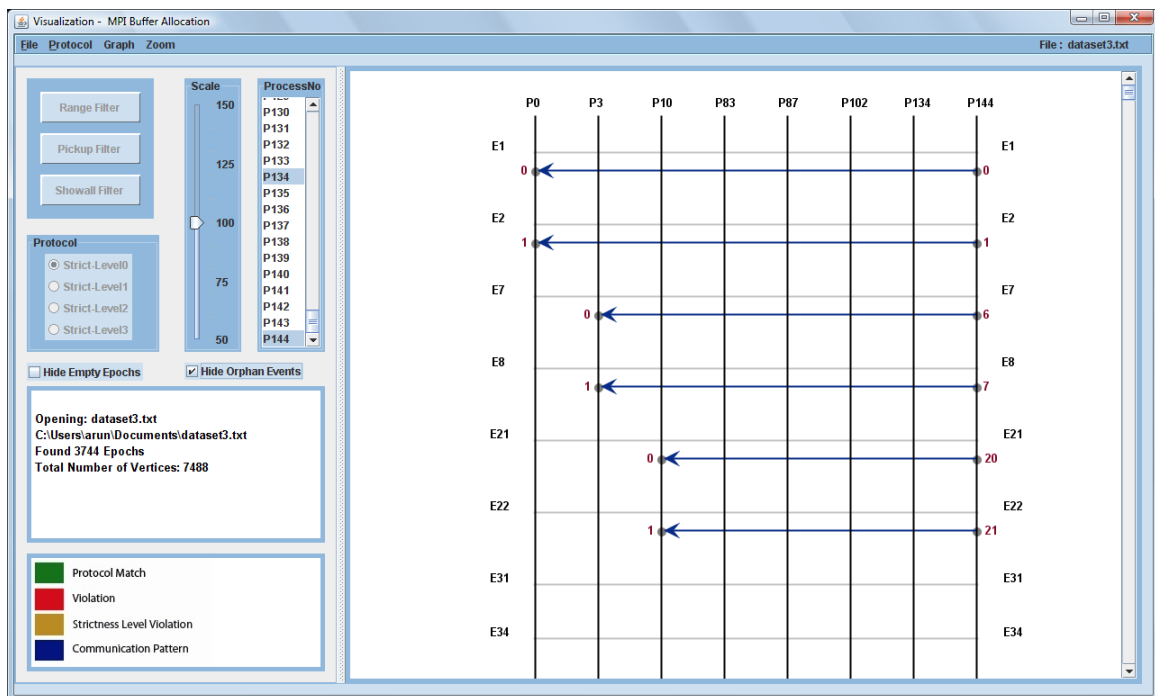 Visualization - MPI Buffer Allocation
File Protocol Graph Zoom File : dataset3.txt
Range Filter
Pickup Filter
Showall Filter
Protocol
Strict-Level0
Strict-Level1
Strict-Level2
Strict-Level3
Scale
150
125
100
75
50
ProcessNo
P130
P131
P132
P133
P134
P135
P136
P137
P138
P139
P140
P141
P142
P143
P144
Hide Empty Epochs
Hide Orphan Events
Opening: dataset3.txt
C:\Users\arun\Documents\dataset3.txt
Found 3744 Epochs
Total Number of Vertices: 7488
Protocol Match
Violation
Strictness Level Violation
Communication Pattern
P0 P3 P10 P83 P87 P102 P134 P144
E1 E1
0 0
E2 E2
1 1
E7 E7
0 6
E8 E8
1 7
E21 E21
0 20
E22 E22
1 21
E31 E31
E34 E34